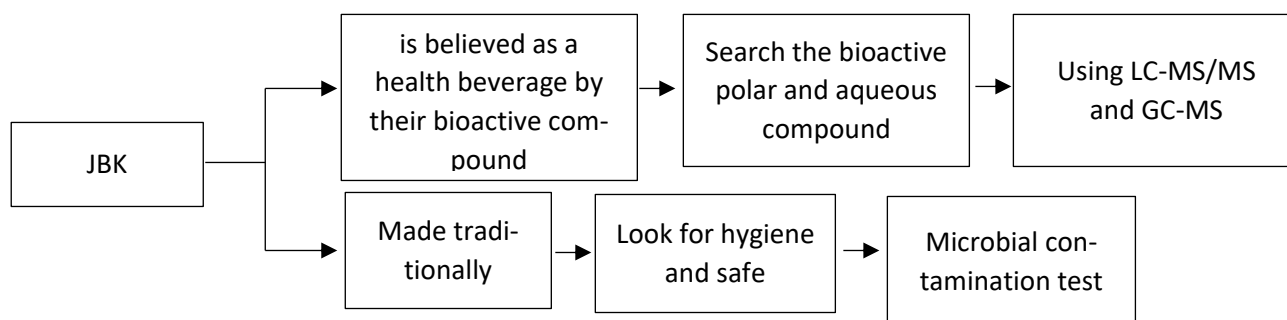 JBK
is believed as a
health beverage by
their bioactive com-
pound
Search the bioactive
polar and aqueous
compound
Using LC-MS/MS
and GC-MS
Made tradi-
tionally
Look for hygiene
and safe
Microbial con-
tamination test